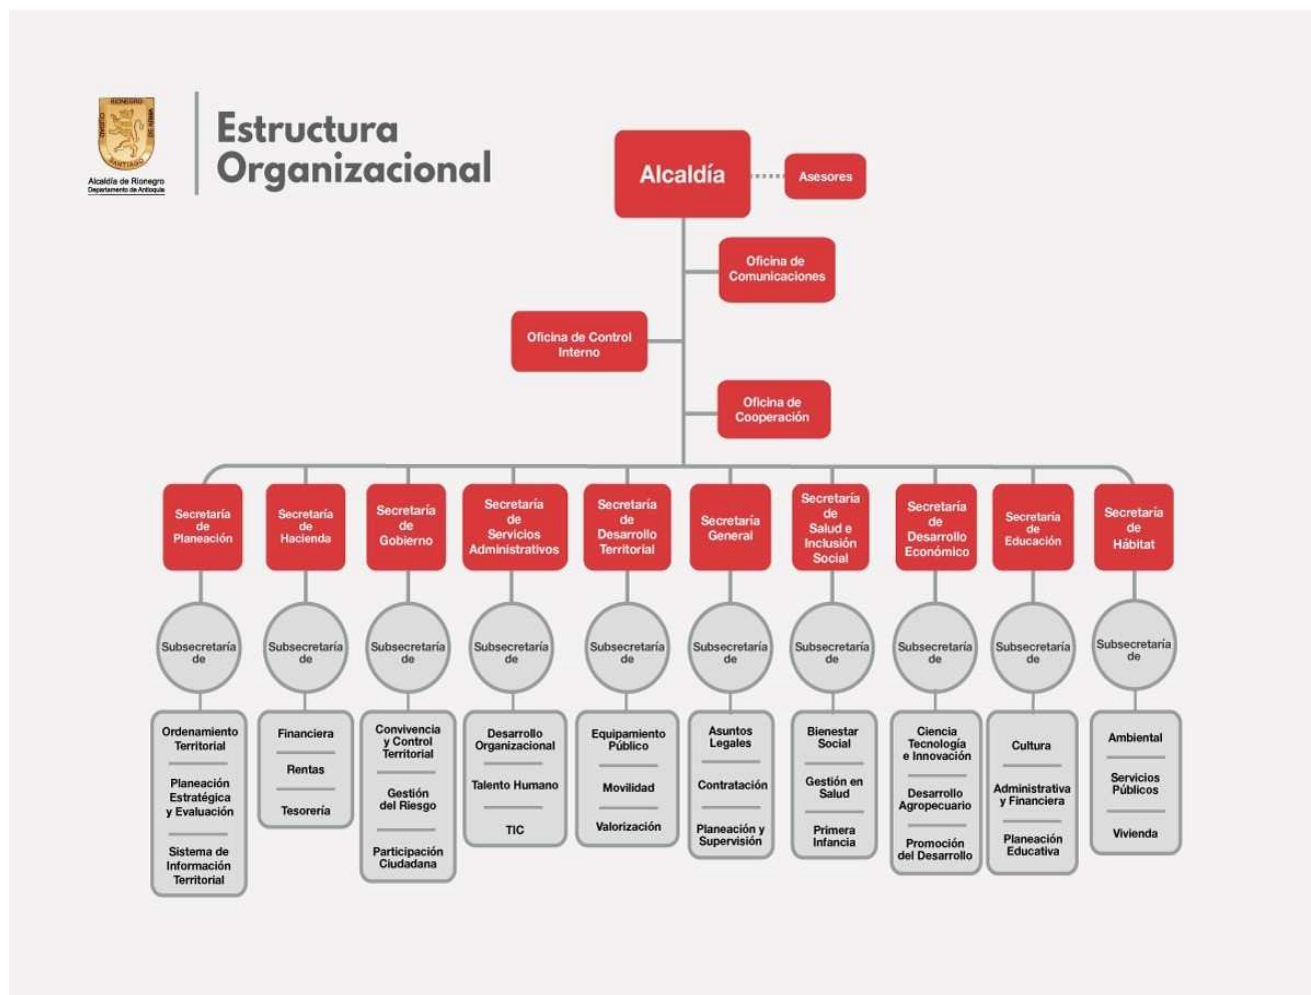 RIONEGRO
SANTIAGO
Alcaldía de Rionegro
Departamento de Antioquia
Estructura
Organizacional
Alcaldía
Asesores
Oficina de
Comunicaciones
Oficina de Control
Interno
Oficina de
Cooperación
Secretaría
de
Planeación
Secretaría
de
Hacienda
Secretaría
de
Gobierno
Secretaría
de
Servicios
Administrativos
Secretaría
de
Desarrollo
Territorial
Secretaría
General
Secretaría
de
Salud e
Inclusión
Social
Secretaría
de
Desarrollo
Económico
Secretaría
de
Educación
Secretaría
de
Hábitat
Subsecretaría
de
Subsecretaría
de
Subsecretaría
de
Subsecretaría
de
Subsecretaría
de
Subsecretaría
de
Subsecretaría
de
Subsecretaría
de
Subsecretaría
de
Subsecretaría
de
Ordenamiento
Territorial
Planeación
Estratégica
y Evaluación
Sistema de
Información
Territorial
Financiera
Rentas
Tesorería
Convivencia
y Control
Territorial
Gestión
del Riesgo
Participación
Ciudadana
Desarrollo
Organizacional
Talento Humano
TIC
Equipamiento
Público
Movilidad
Valorización
Asuntos
Legales
Contratación
Planeación y
Supervisión
Bienestar
Social
Gestión en
Salud
Primera
Infancia
Ciencia
Tecnología
e Innovación
Desarrollo
Agropecuario
Promoción
del Desarrollo
Cultura
Administrativa
y Financiera
Planeación
Educativa
Ambiental
Servicios
Públicos
Vivienda